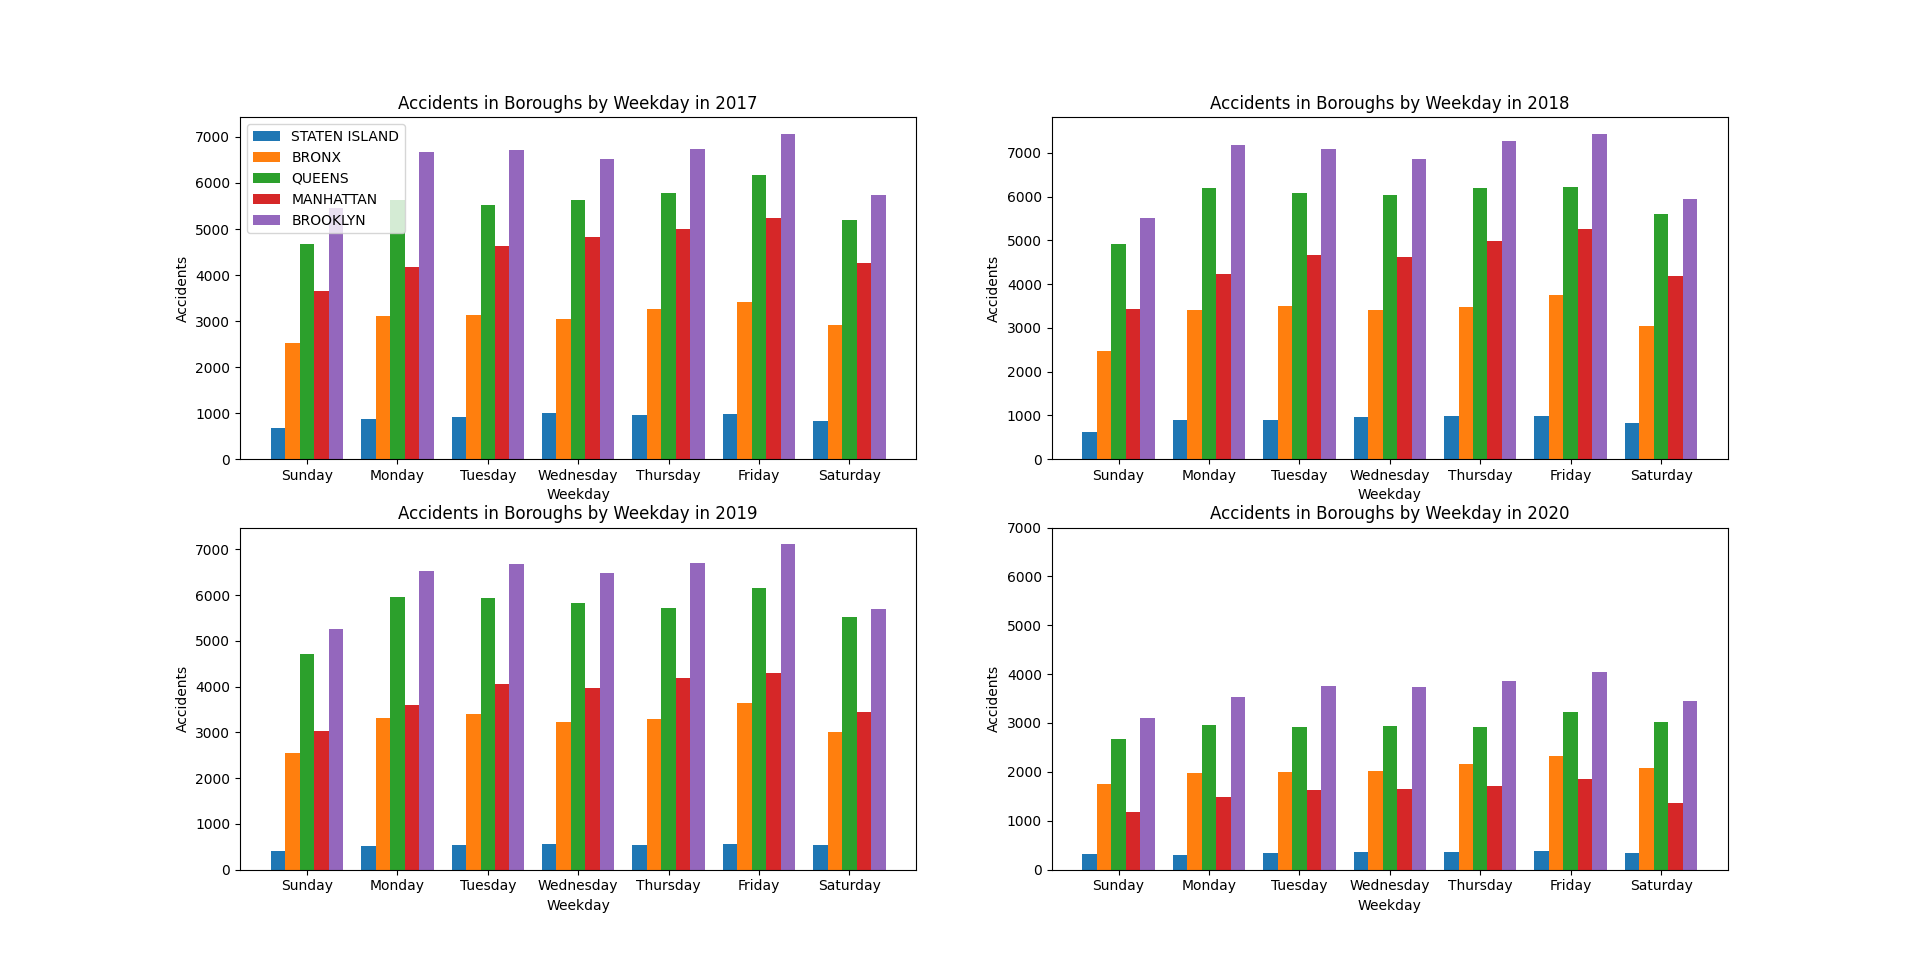 Accidents in Boroughs by Weekday in 2017
STATEN ISLAND
BRONX
QUEENS
MANHATTAN
BROOKLYN
7000
6000
5000
4000
3000
2000
1000
0
Accidents
Sunday Monday Tuesday Wednesday Thursday Friday Saturday
Weekday
Accidents in Boroughs by Weekday in 2018
7000
6000
5000
4000
3000
2000
1000
0
Accidents
Sunday Monday Tuesday Wednesday Thursday Friday Saturday
Weekday
Accidents in Boroughs by Weekday in 2019
7000
6000
5000
4000
3000
2000
1000
0
Accidents
Sunday Monday Tuesday Wednesday Thursday Friday Saturday
Weekday
Accidents in Boroughs by Weekday in 2020
7000
6000
5000
4000
3000
2000
1000
0
Accidents
Sunday Monday Tuesday Wednesday Thursday Friday Saturday
Weekday